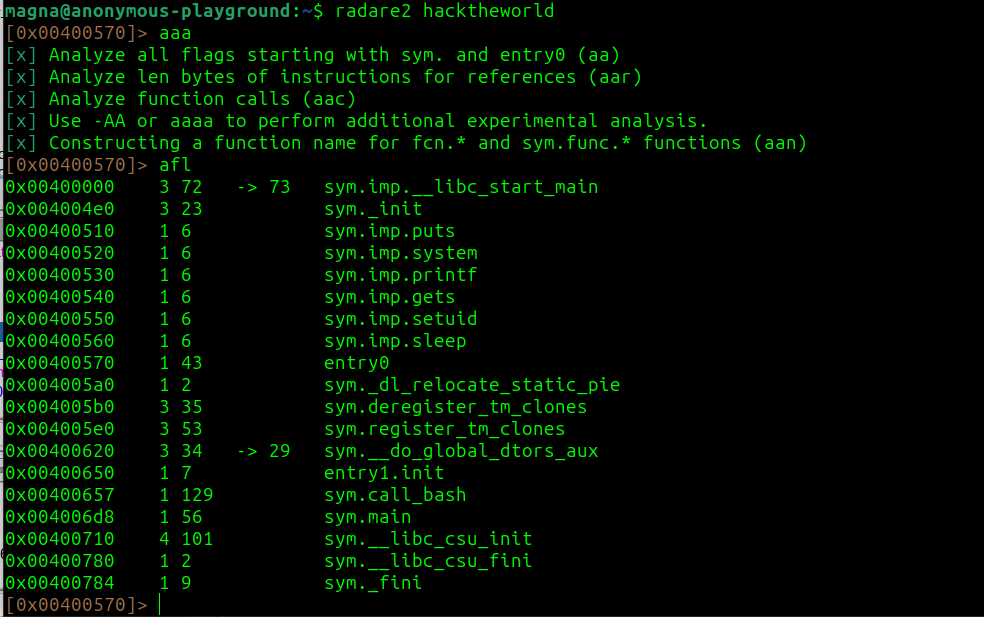 magna@anonymous-playground:~$ radare2 hacktheworld
[0x00400570]> aaa
[x] Analyze all flags starting with sym. and entry0 (aa)
[x] Analyze len bytes of instructions for references (aar)
[x] Analyze function calls (aac)
[x] Use -AA or aaaa to perform additional experimental analysis.
[x] Constructing a function name for fcn.* and sym.func.* functions (aan)
[0x00400570]> afl
0x00400000    3 72   -> 73   sym.imp.__libc_start_main
0x004004e0    3 23           sym._init
0x00400510    1 6            sym.imp.puts
0x00400520    1 6            sym.imp.system
0x00400530    1 6            sym.imp.printf
0x00400540    1 6            sym.imp.gets
0x00400550    1 6            sym.imp.setuid
0x00400560    1 6            sym.imp.sleep
0x00400570    1 43           entry0
0x004005a0    1 2            sym._dl_relocate_static_pie
0x004005b0    3 35           sym.deregister_tm_clones
0x004005e0    3 53           sym.register_tm_clones
0x00400620    3 34   -> 29   sym.__do_global_dtors_aux
0x00400650    1 7            entry1.init
0x00400657    1 129          sym.call_bash
0x004006d8    1 56           sym.main
0x00400710    4 101          sym.__libc_csu_init
0x00400780    1 2            sym.__libc_csu_fini
0x00400784    1 9            sym._fini
[0x00400570]>